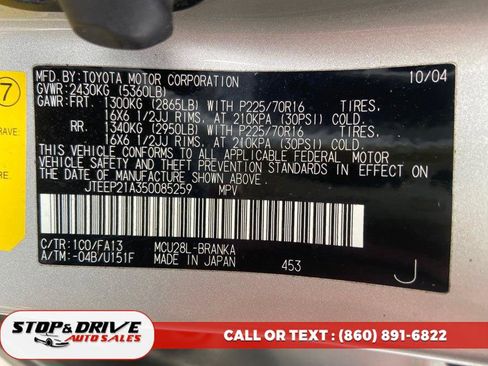 MFD. BY: TOYOTA MOTOR CORPORATION 10/04
GVWR: 2430KG (5360LB)
GAWR: FRT. 1300KG (2865LB) WITH P225/70R16 TIRES,
16X6 1/2JJ RIMS, AT 210KPA (30PSI) COLD.
RR. 1340KG (2950LB) WITH P225/70R16 TIRES,
16X6 1/2JJ RIMS, AT 210KPA (30PSI) COLD.
THIS VEHICLE CONFORMS TO ALL APPLICABLE FEDERAL MOTOR
VEHICLE SAFETY AND THEFT PREVENTION STANDARDS IN EFFECT ON
THE DATE OF MANUFACTURE SHOWN ABOVE.
JTEEP21A350085259 MPV
C/TR: 1C0/FA13 MCU28L-BRANKA
A/TM: -04B/U151F MADE IN JAPAN 453 J
7
RAVE:
STOP&DRIVE
AUTO SALES
CALL OR TEXT : (860) 891-6822